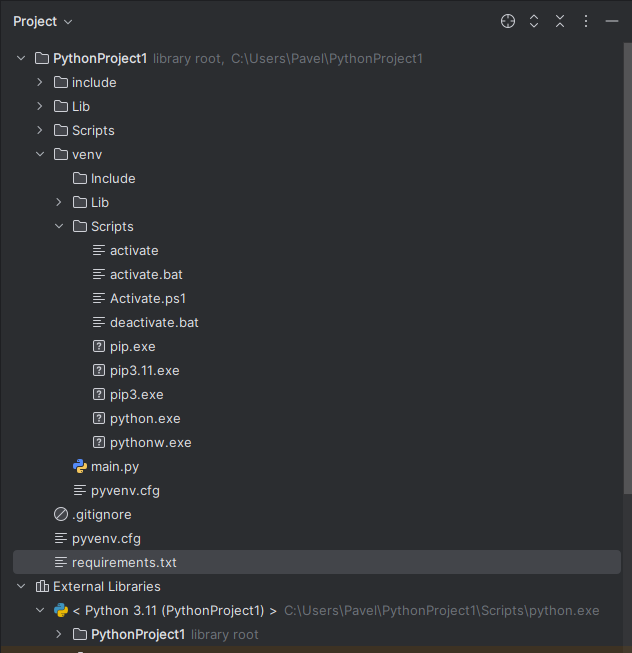 Project
PythonProject1 library root, C:\Users\Pavel\PythonProject1
include
Lib
Scripts
venv
Include
Lib
Scripts
activate
activate.bat
Activate.ps1
deactivate.bat
pip.exe
pip3.11.exe
pip3.exe
python.exe
pythonw.exe
main.py
pyvenv.cfg
.gitignore
pyvenv.cfg
requirements.txt
External Libraries
< Python 3.11 (PythonProject1) > C:\Users\Pavel\PythonProject1\Scripts\python.exe
PythonProject1 library root